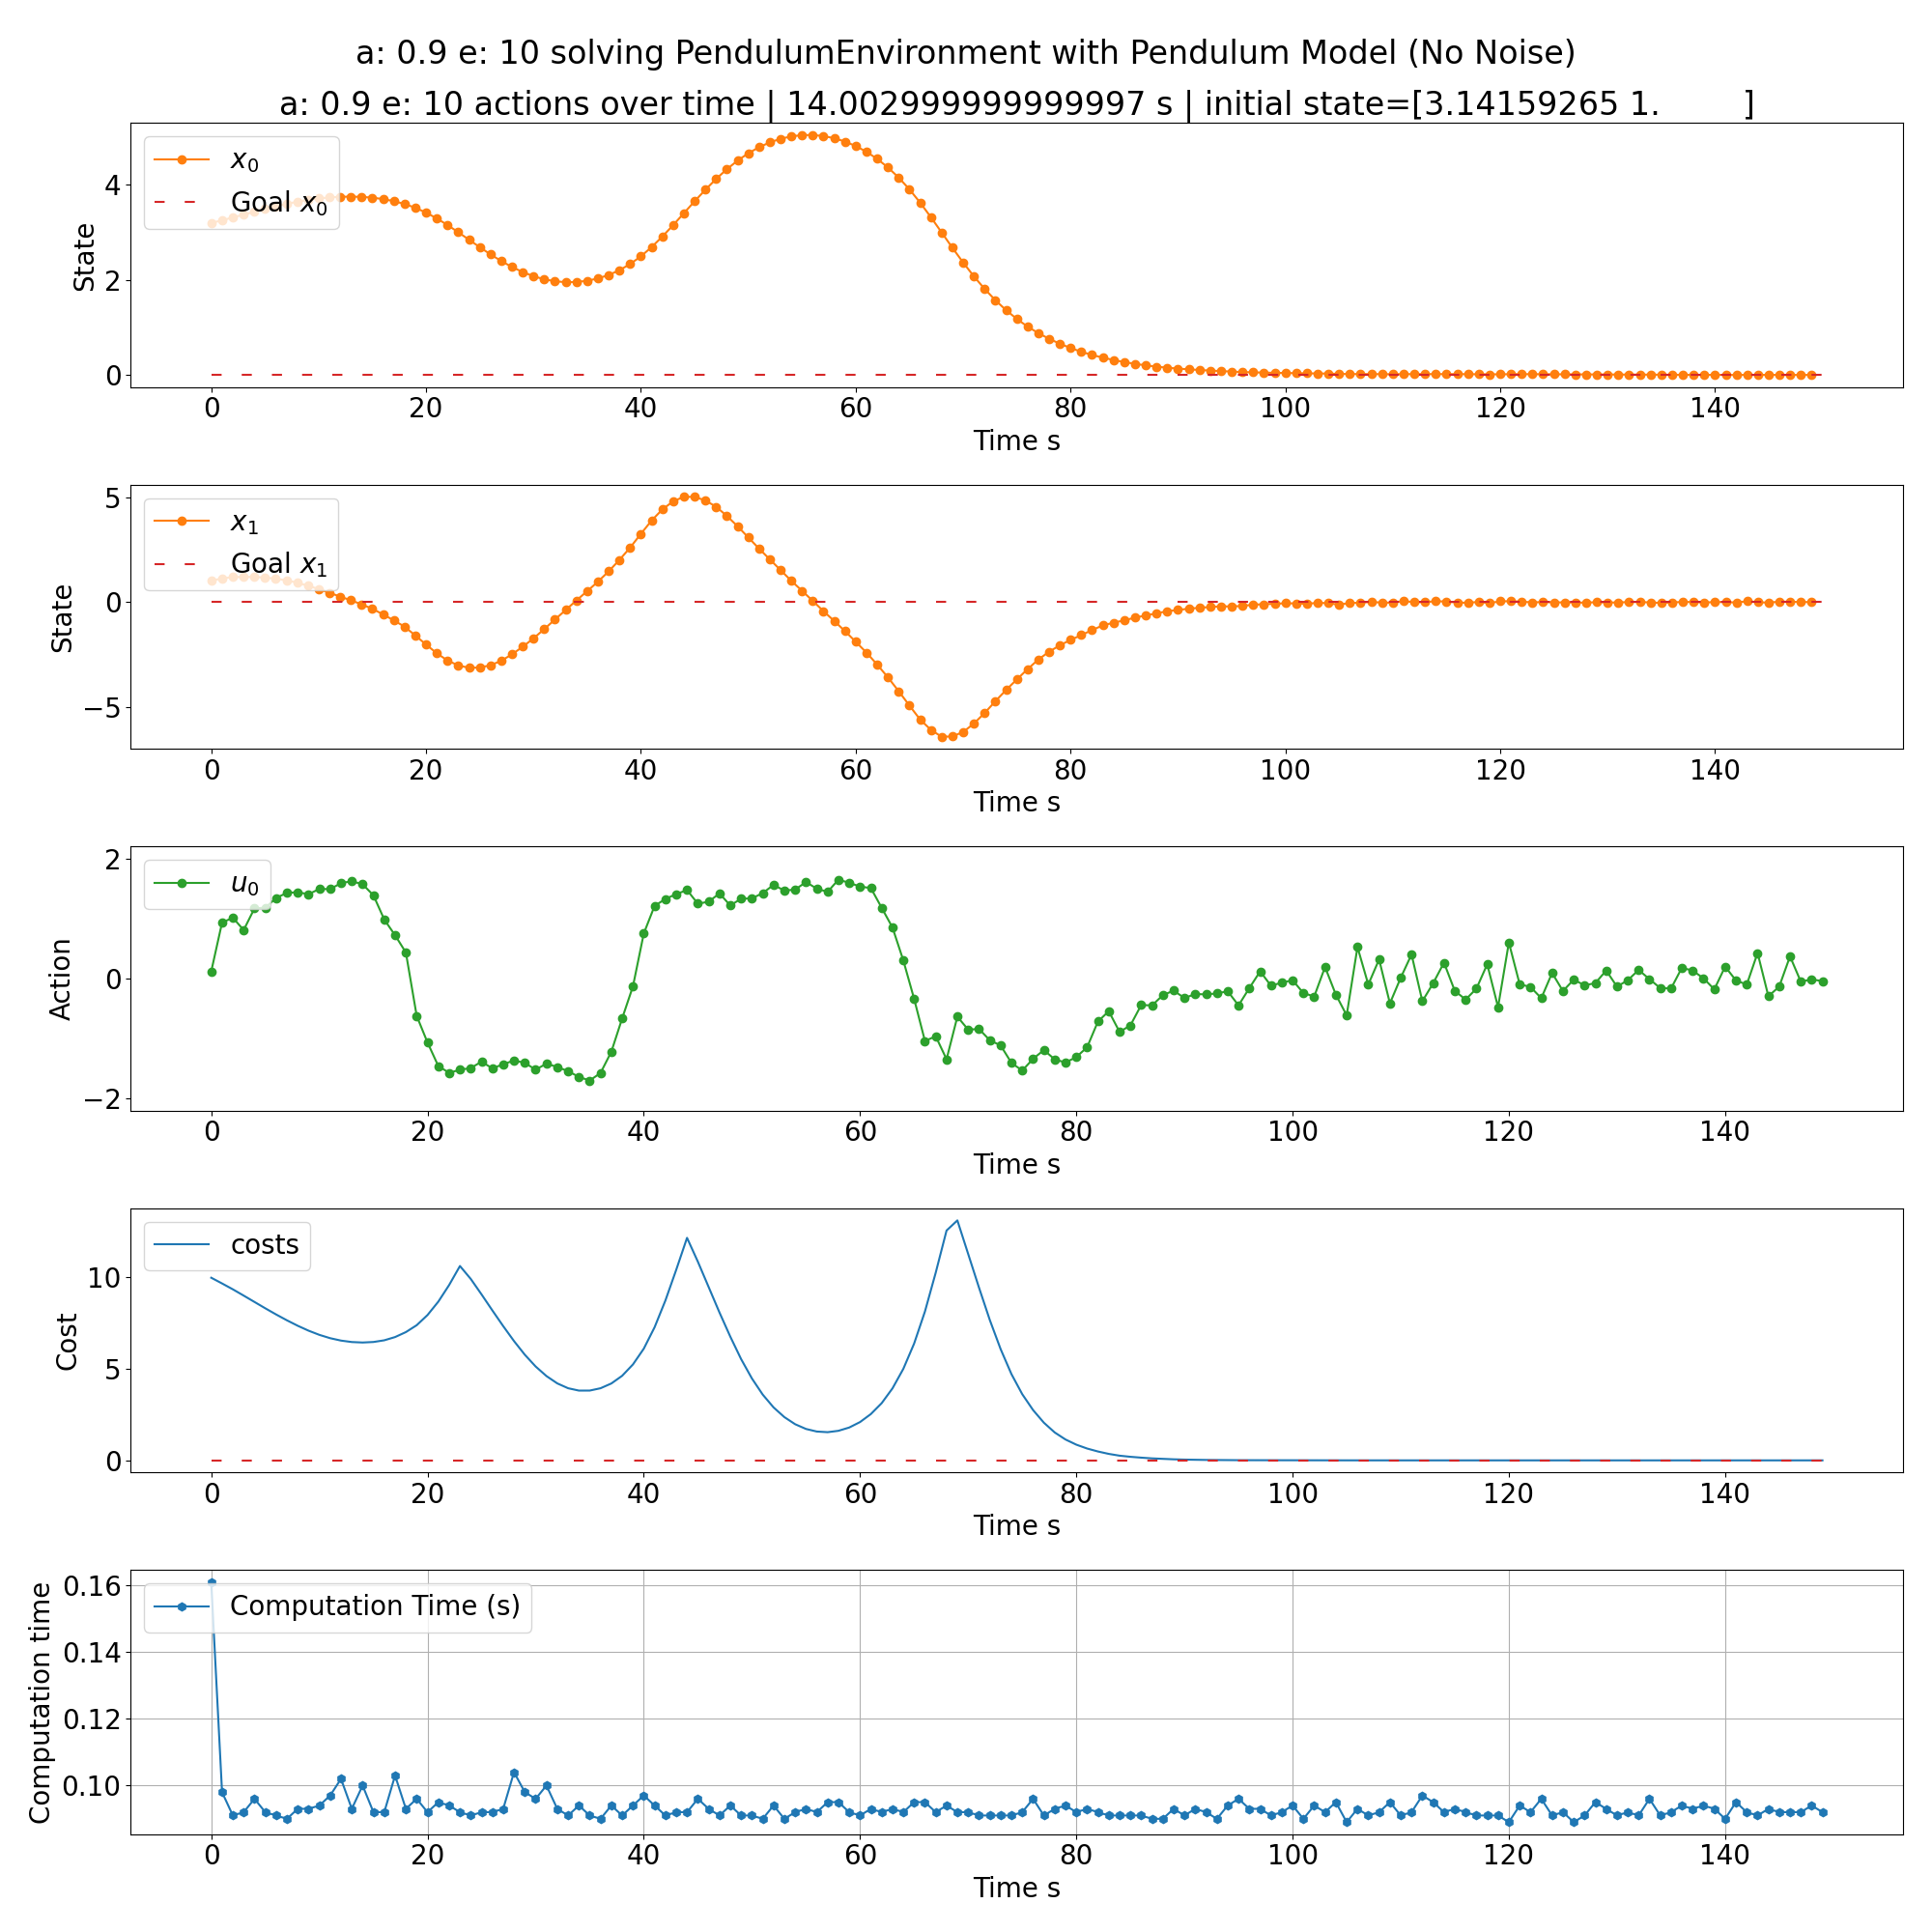 a: 0.9 e: 10 solving PendulumEnvironment with Pendulum Model (No Noise)
a: 0.9 e: 10 actions over time | 14.002999999999997 s | initial state=[3.14159265 1. ]
x₀
Goal x₀
State
4
2
0
0 20 40 60 80 100 120 140
Time s
x₁
Goal x₁
State
5
0
−5
0 20 40 60 80 100 120 140
Time s
u₀
Action
2
0
−2
0 20 40 60 80 100 120 140
Time s
costs
Cost
10
5
0
0 20 40 60 80 100 120 140
Time s
Computation Time (s)
Computation time
0.16
0.14
0.12
0.10
0 20 40 60 80 100 120 140
Time s